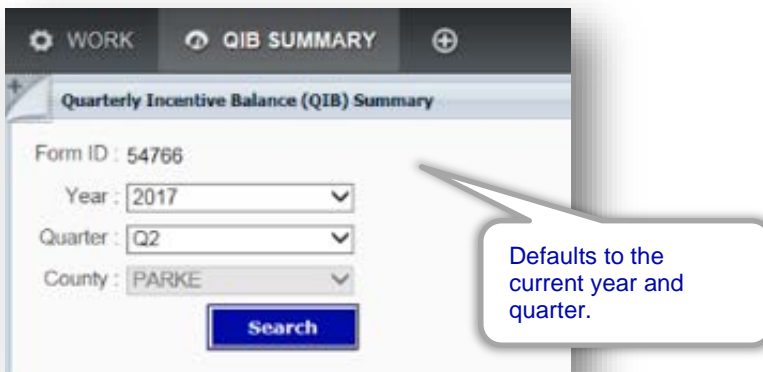 WORK QIB SUMMARY
Quarterly Incentive Balance (QIB) Summary
Form ID : 54766
Year : 2017
Quarter : Q2
County : PARKE
Search
Defaults to the
current year and
quarter.